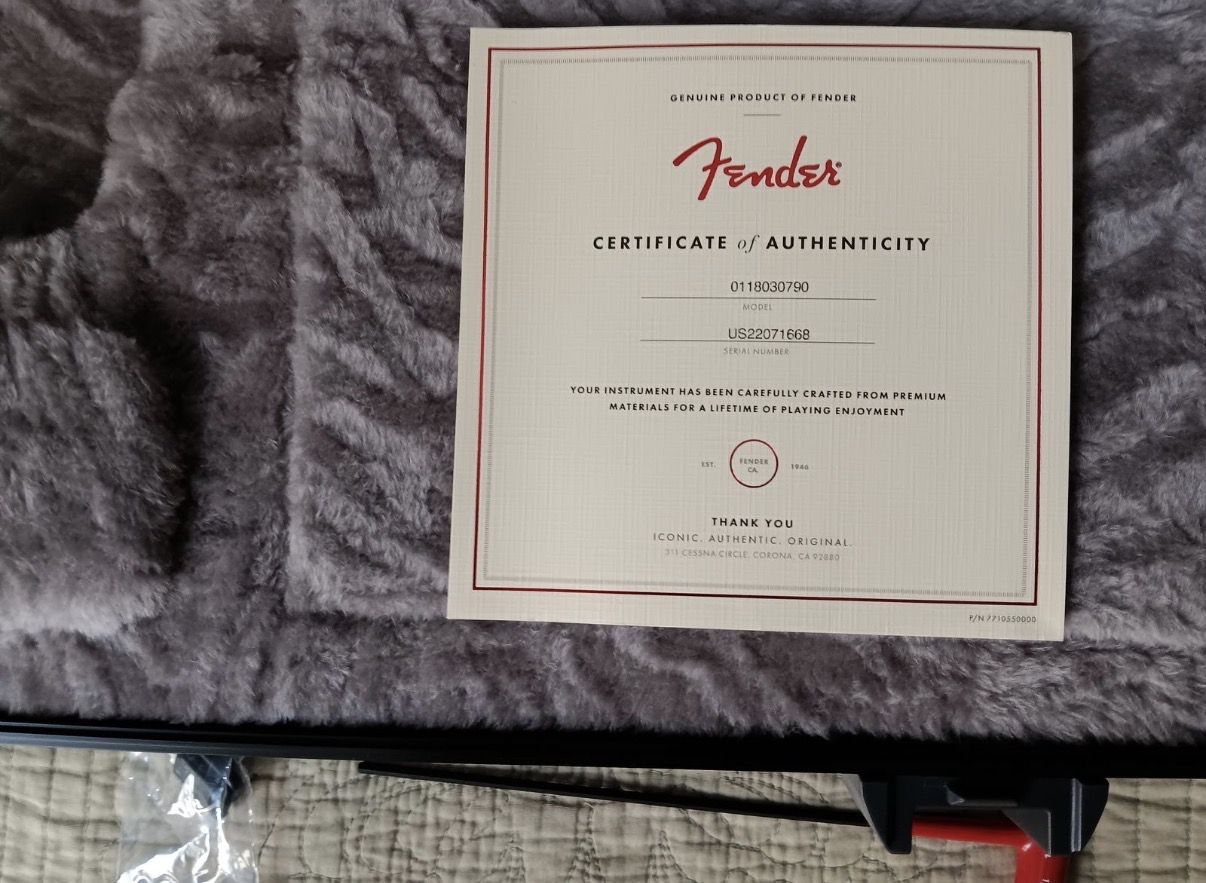 GENUINE PRODUCT OF FENDER
Fender
CERTIFICATE of AUTHENTICITY
0118030790
MODEL
US22071668
SERIAL NUMBER
YOUR INSTRUMENT HAS BEEN CAREFULLY CRAFTED FROM PREMIUM
MATERIALS FOR A LIFETIME OF PLAYING ENJOYMENT
EST. FENDER CA. 1946
THANK YOU
ICONIC. AUTHENTIC. ORIGINAL.
311 CESSNA CIRCLE, CORONA, CA 92880
P/N 7710550000